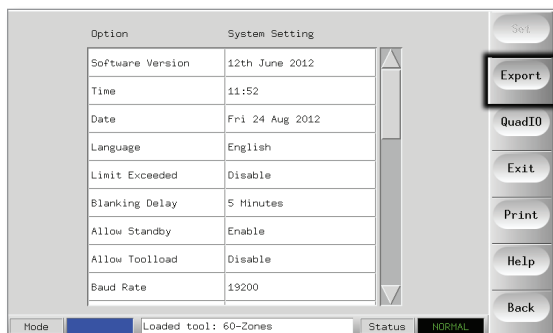 Option System Setting
Software Version 12th June 2012
Time 11:52
Date Fri 24 Aug 2012
Language English
Limit Exceeded Disable
Blanking Delay 5 Minutes
Allow Standby Enable
Allow Toolload Disable
Baud Rate 19200
Set
Export
QuadIO
Exit
Print
Help
Back
Mode Loaded tool: 60-Zones Status NORMAL